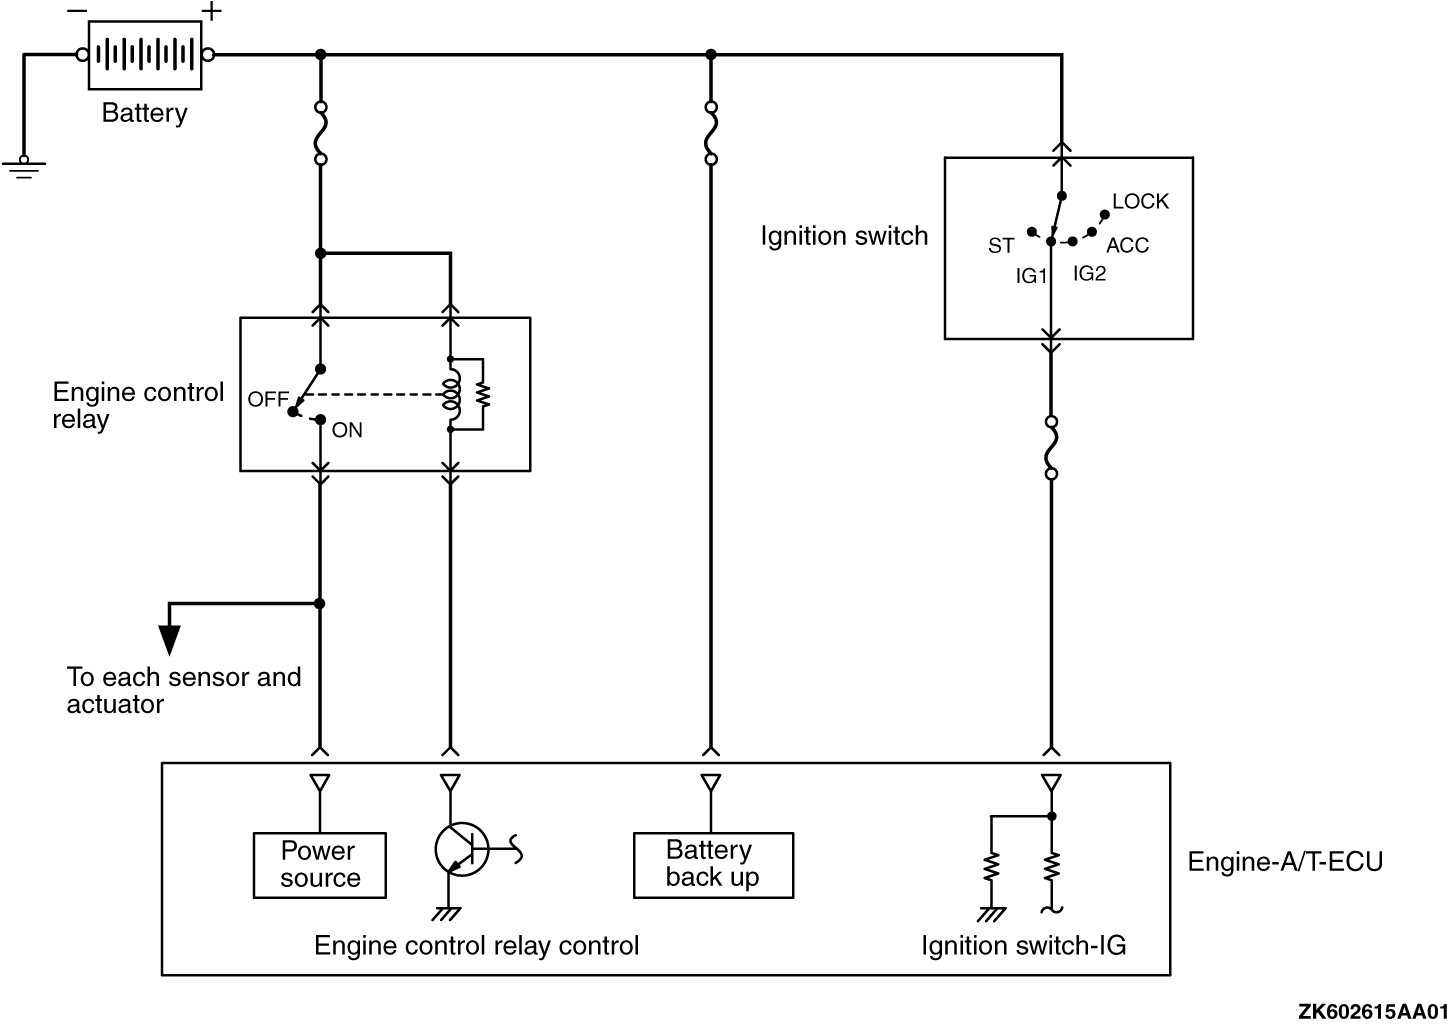 − +
Battery
Ignition switch
LOCK
ST
ACC
IG1
IG2
Engine control
relay
OFF
ON
To each sensor and
actuator
Power
source
Battery
back up
Engine-A/T-ECU
Engine control relay control
Ignition switch-IG
ZK602615AA01